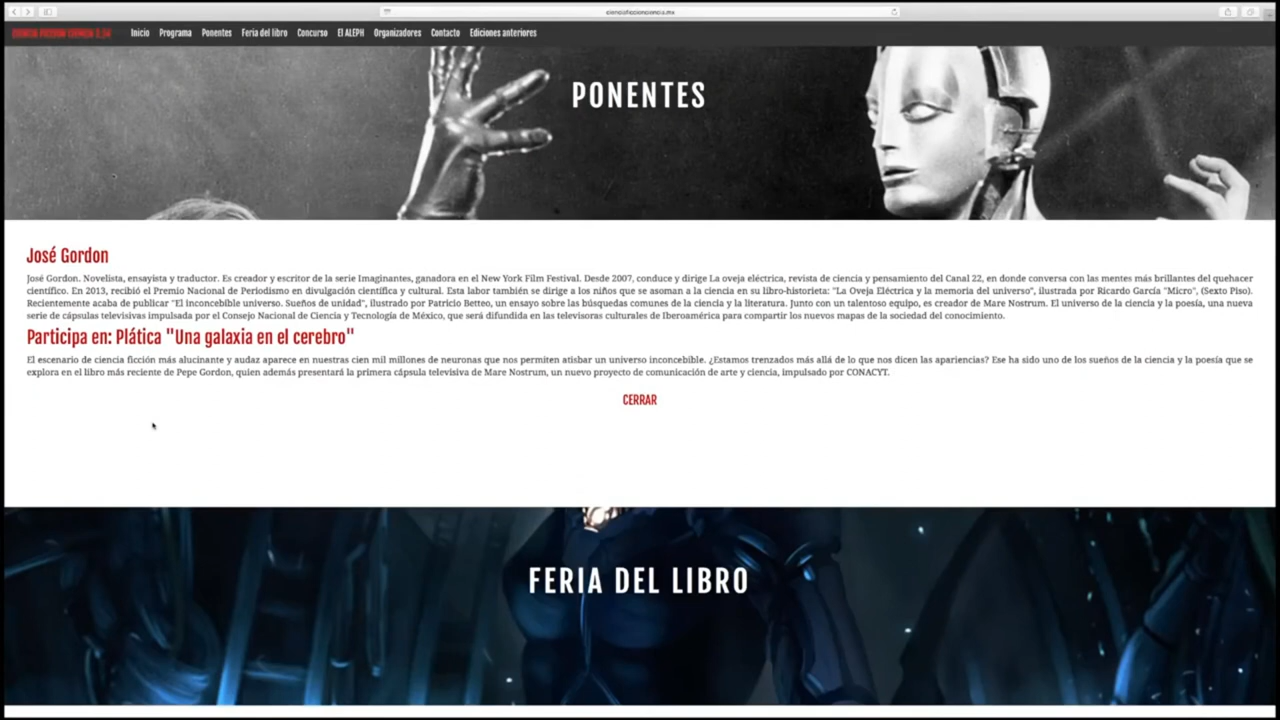 cienciaficcionciencia.mx
Inicio Programa Ponentes Feria del libro Concurso El ALEPH Organizadores Contacto Ediciones anteriores
PONENTES
José Gordon
José Gordon. Novelista, ensayista y traductor. Es creador y escritor de la serie Imaginantes, ganadora en el New York Film Festival. Desde 2007, conduce y dirige La oveja eléctrica, revista de ciencia y pensamiento del Canal 22, en donde conversa con las mentes más brillantes del quehacer
científico. En 2013, recibió el Premio Nacional de Periodismo en divulgación científica y cultural. Esta labor también se dirige a los niños que se asoman a la ciencia en su libro-historieta: "La Oveja Eléctrica y la memoria del universo", ilustrada por Ricardo García "Micro", (Sexto Piso).
Recientemente acaba de publicar "El inconcebible universo. Sueños de unidad", ilustrado por Patricio Betteo, un ensayo sobre las búsquedas comunes de la ciencia y la literatura. Junto con un talentoso equipo, es creador de Mare Nostrum. El universo de la ciencia y la poesía, una nueva
serie de cápsulas televisivas impulsada por el Consejo Nacional de Ciencia y Tecnología de México, que será difundida en las televisoras culturales de Iberoamérica para compartir los nuevos mapas de la sociedad del conocimiento.
Participa en: Plática "Una galaxia en el cerebro"
El escenario de ciencia ficción más alucinante y audaz aparece en nuestras cien mil millones de neuronas que nos permiten atisbar un universo inconcebible. ¿Estamos trenzados más allá de lo que nos dicen las apariencias? Ese ha sido uno de los sueños de la ciencia y la poesía que se
explora en el libro más reciente de Pepe Gordon, quien además presentará la primera cápsula televisiva de Mare Nostrum, un nuevo proyecto de comunicación de arte y ciencia, impulsado por CONACYT.
CERRAR
FERIA DEL LIBRO